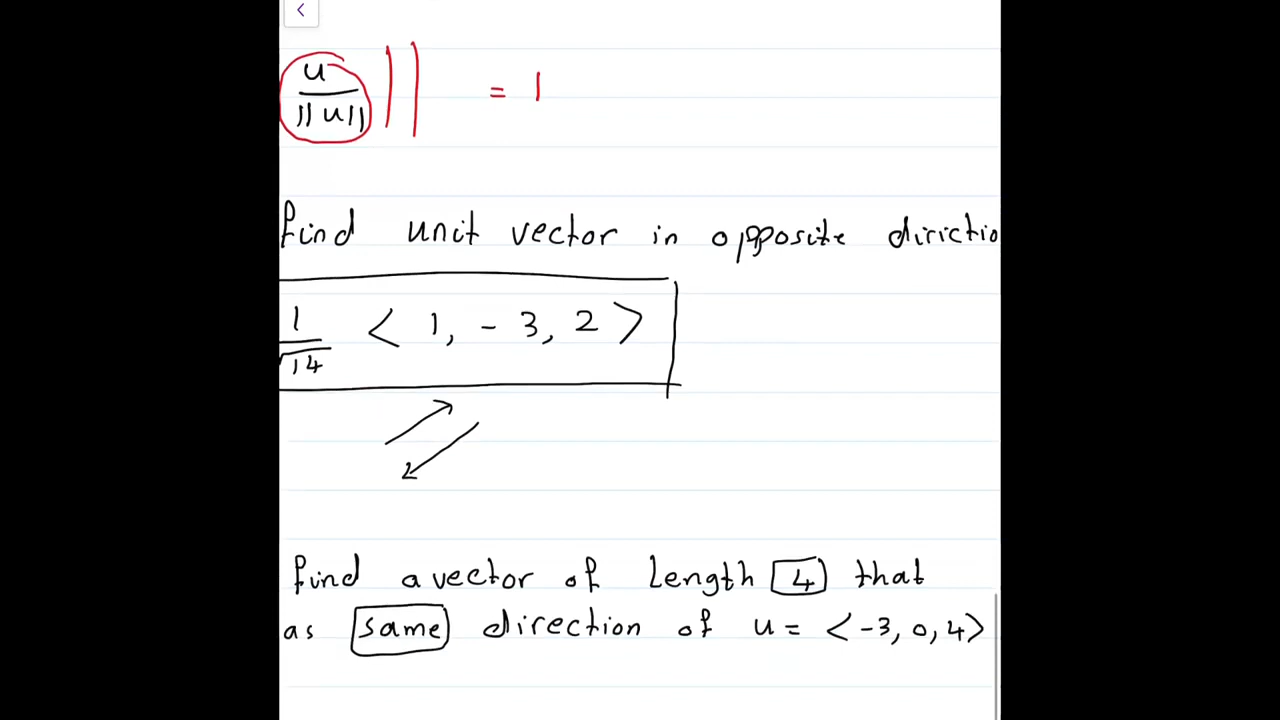 u
—— || = 1
||u||
find unit vector in opposite dirictio
1
—— < 1, - 3, 2 >
√14
find a vector of length 4 that
as same direction of u = < -3, 0, 4>